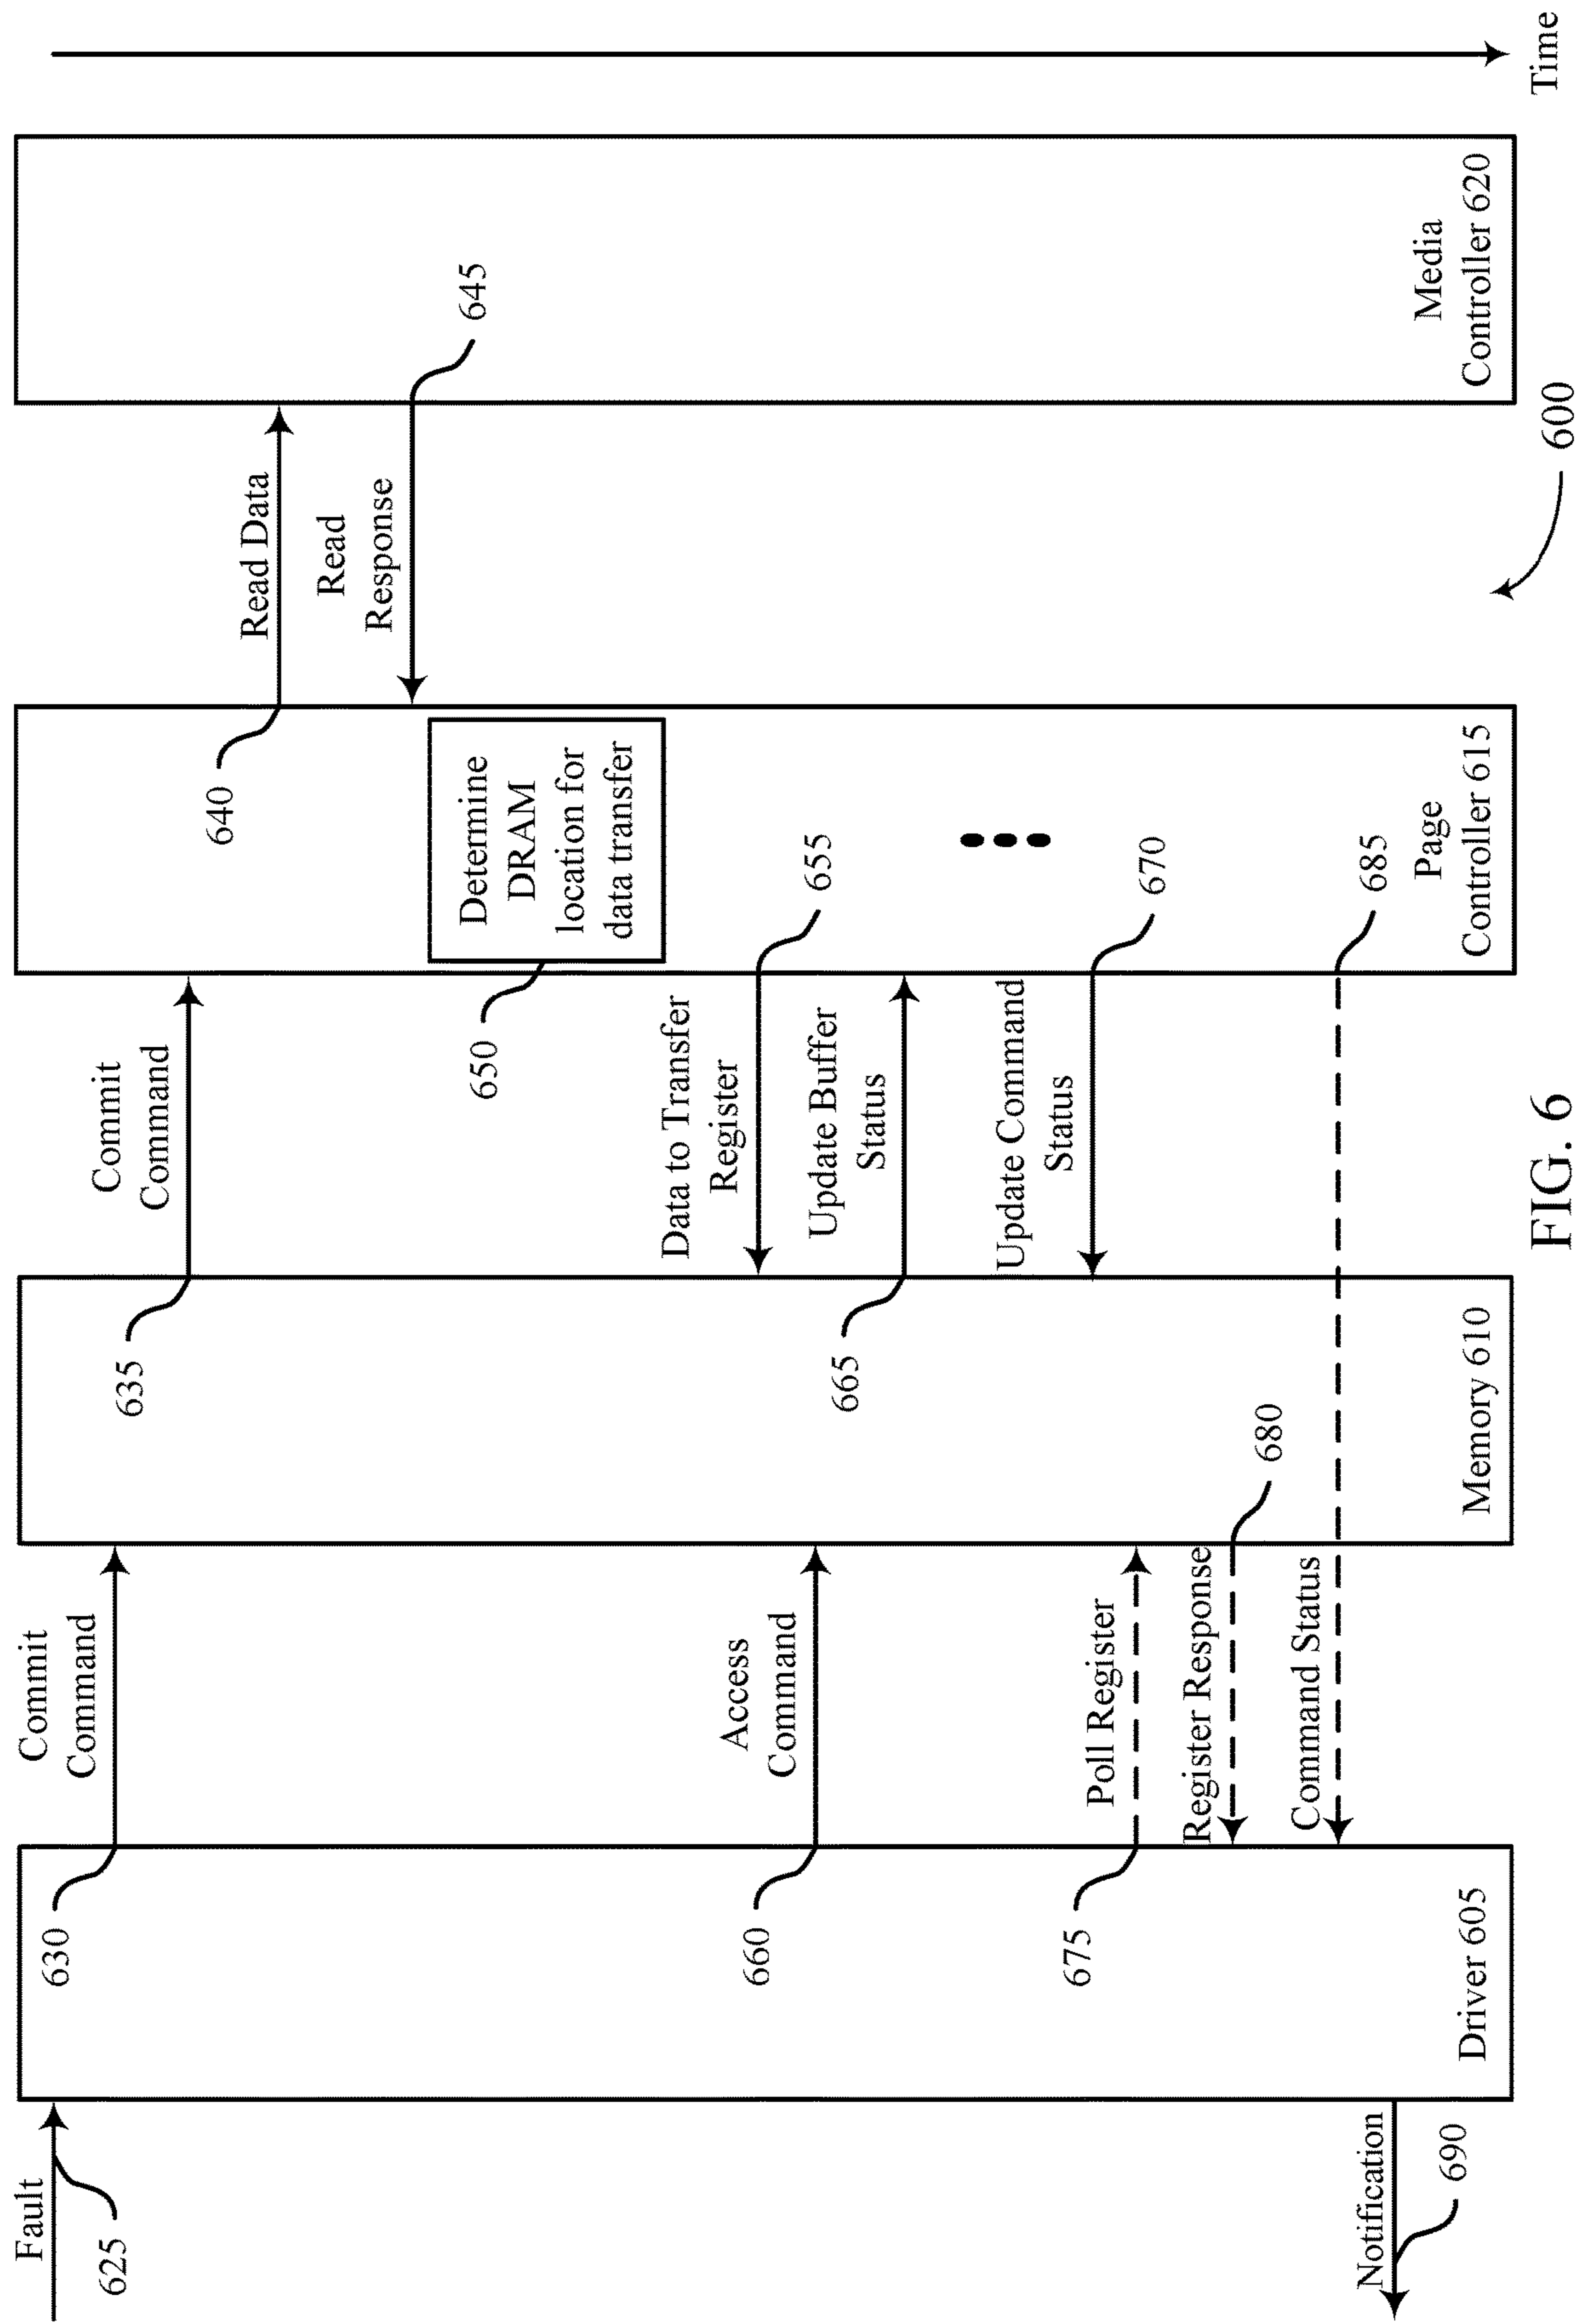 Fault
625
630
Commit
Command
635
Commit
Command
640
Read Data
Read
Response
645
650
Determine
DRAM
location for
data transfer
Data to Transfer
Register
655
660
Access
Command
665
Update Buffer
Status
Update Command
Status
670
675
Poll Register
Register Response
680
Command Status
685
Notification
690
Driver 605
Memory 610
Page
Controller 615
Media
Controller 620
Time
600
FIG. 6